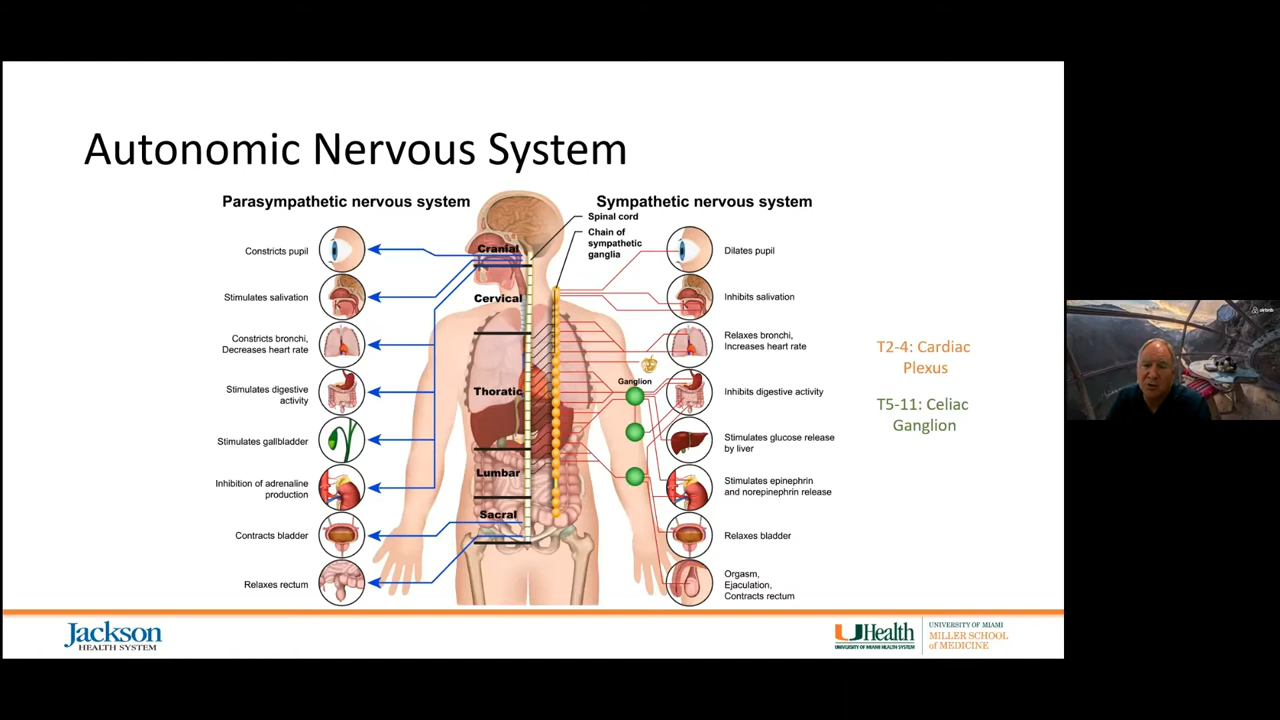 Autonomic Nervous System
Parasympathetic nervous system
Constricts pupil
Stimulates salivation
Constricts bronchi,
Decreases heart rate
Stimulates digestive
activity
Stimulates gallbladder
Inhibition of adrenaline
production
Contracts bladder
Relaxes rectum
Cranial
Cervical
Thoratic
Lumbar
Sacral
Sympathetic nervous system
Spinal cord
Chain of
sympathetic
ganglia
Ganglion
Dilates pupil
Inhibits salivation
Relaxes bronchi,
Increases heart rate
Inhibits digestive activity
Stimulates glucose release
by liver
Stimulates epinephrin
and norepinephrin release
Relaxes bladder
Orgasm,
Ejaculation,
Contracts rectum
T2-4: Cardiac
Plexus
T5-11: Celiac
Ganglion
airbnb
Jackson
HEALTH SYSTEM
UHealth
UNIVERSITY OF MIAMI HEALTH SYSTEM
UNIVERSITY OF MIAMI
MILLER SCHOOL
of MEDICINE